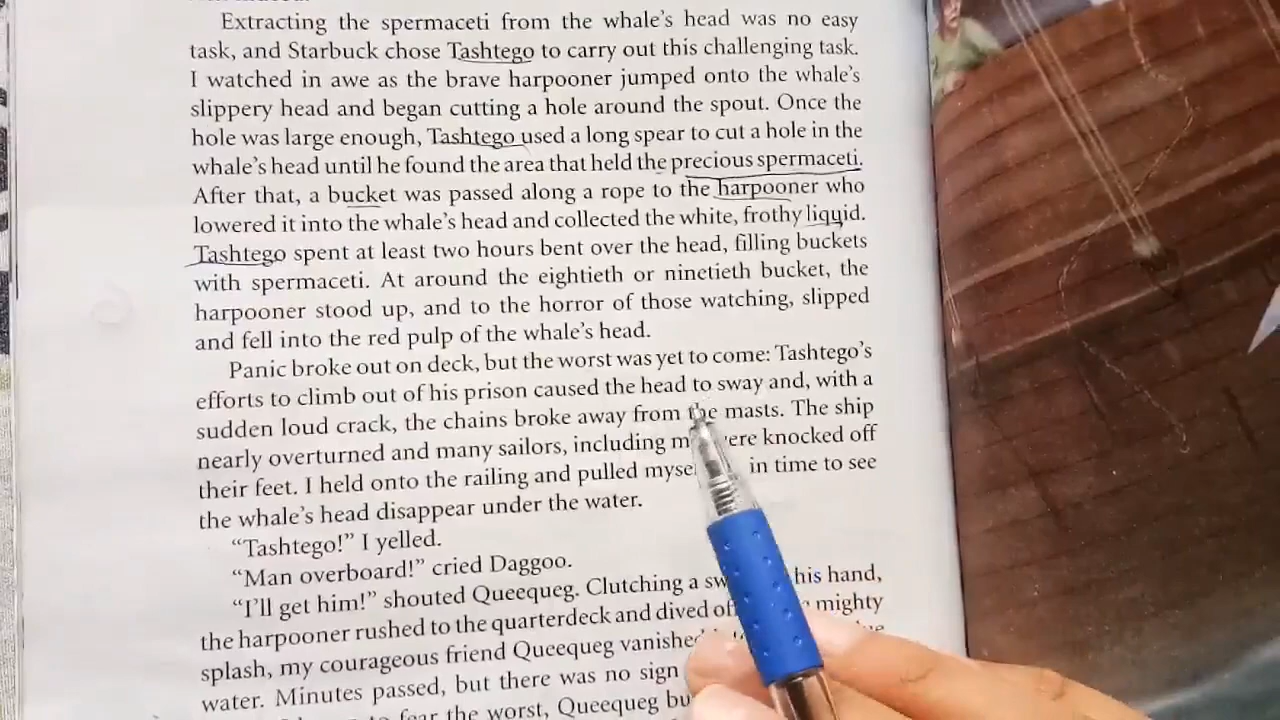 Extracting the spermaceti from the whale's head was no easy
task, and Starbuck chose Tashtego to carry out this challenging task.
I watched in awe as the brave harpooner jumped onto the whale's
slippery head and began cutting a hole around the spout. Once the
hole was large enough, Tashtego used a long spear to cut a hole in the
whale's head until he found the area that held the precious spermaceti.
After that, a bucket was passed along a rope to the harpooner who
lowered it into the whale's head and collected the white, frothy liquid.
Tashtego spent at least two hours bent over the head, filling buckets
with spermaceti. At around the eightieth or ninetieth bucket, the
harpooner stood up, and to the horror of those watching, slipped
and fell into the red pulp of the whale's head.
Panic broke out on deck, but the worst was yet to come: Tashtego's
efforts to climb out of his prison caused the head to sway and, with a
sudden loud crack, the chains broke away from the masts. The ship
nearly overturned and many sailors, including were knocked off
their feet. I held onto the railing and pulled in time to see
the whale's head disappear under the water.
"Tashtego!" I yelled.
"Man overboard!" cried Daggoo.
"I'll get him!" shouted Queequeg. Clutching a his hand,
the harpooner rushed to the quarterdeck and dived mighty
splash, my courageous friend Queequeg vanished
water. Minutes passed, but there was no sign
fear the worst, Queequeg